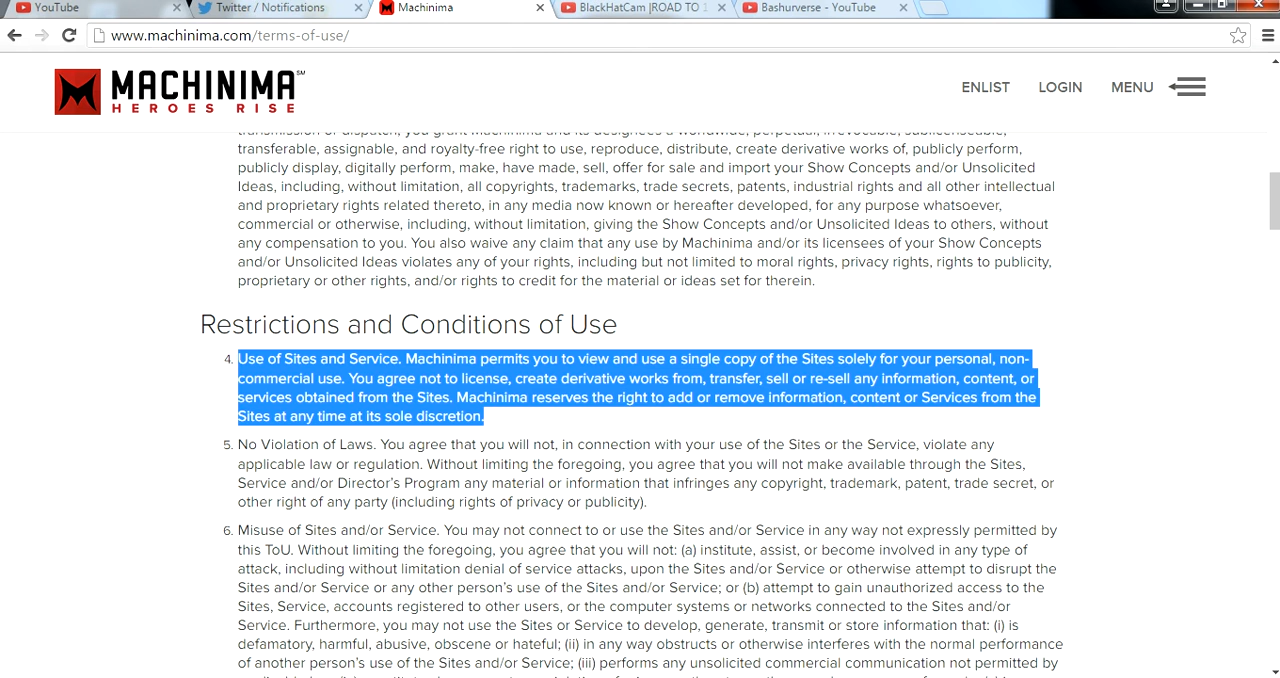 YouTube
Twitter / Notifications
Machinima
BlackHatCam |ROAD TO 1
Bashurverse - YouTube
www.machinima.com/terms-of-use/
MACHINIMA SM
HEROES RISE
ENLIST LOGIN MENU
transmission or dispatch, you grant Machinima and its designees a worldwide, perpetual, irrevocable, sublicenseable,
transferable, assignable, and royalty-free right to use, reproduce, distribute, create derivative works of, publicly perform,
publicly display, digitally perform, make, have made, sell, offer for sale and import your Show Concepts and/or Unsolicited
Ideas, including, without limitation, all copyrights, trademarks, trade secrets, patents, industrial rights and all other intellectual
and proprietary rights related thereto, in any media now known or hereafter developed, for any purpose whatsoever,
commercial or otherwise, including, without limitation, giving the Show Concepts and/or Unsolicited Ideas to others, without
any compensation to you. You also waive any claim that any use by Machinima and/or its licensees of your Show Concepts
and/or Unsolicited Ideas violates any of your rights, including but not limited to moral rights, privacy rights, rights to publicity,
proprietary or other rights, and/or rights to credit for the material or ideas set for therein.
Restrictions and Conditions of Use
4. Use of Sites and Service. Machinima permits you to view and use a single copy of the Sites solely for your personal, non-
commercial use. You agree not to license, create derivative works from, transfer, sell or re-sell any information, content, or
services obtained from the Sites. Machinima reserves the right to add or remove information, content or Services from the
Sites at any time at its sole discretion.
5. No Violation of Laws. You agree that you will not, in connection with your use of the Sites or the Service, violate any
applicable law or regulation. Without limiting the foregoing, you agree that you will not make available through the Sites,
Service and/or Director's Program any material or information that infringes any copyright, trademark, patent, trade secret, or
other right of any party (including rights of privacy or publicity).
6. Misuse of Sites and/or Service. You may not connect to or use the Sites and/or Service in any way not expressly permitted by
this ToU. Without limiting the foregoing, you agree that you will not: (a) institute, assist, or become involved in any type of
attack, including without limitation denial of service attacks, upon the Sites and/or Service or otherwise attempt to disrupt the
Sites and/or Service or any other person's use of the Sites and/or Service; or (b) attempt to gain unauthorized access to the
Sites, Service, accounts registered to other users, or the computer systems or networks connected to the Sites and/or
Service. Furthermore, you may not use the Sites or Service to develop, generate, transmit or store information that: (i) is
defamatory, harmful, abusive, obscene or hateful; (ii) in any way obstructs or otherwise interferes with the normal performance
of another person's use of the Sites and/or Service; (iii) performs any unsolicited commercial communication not permitted by